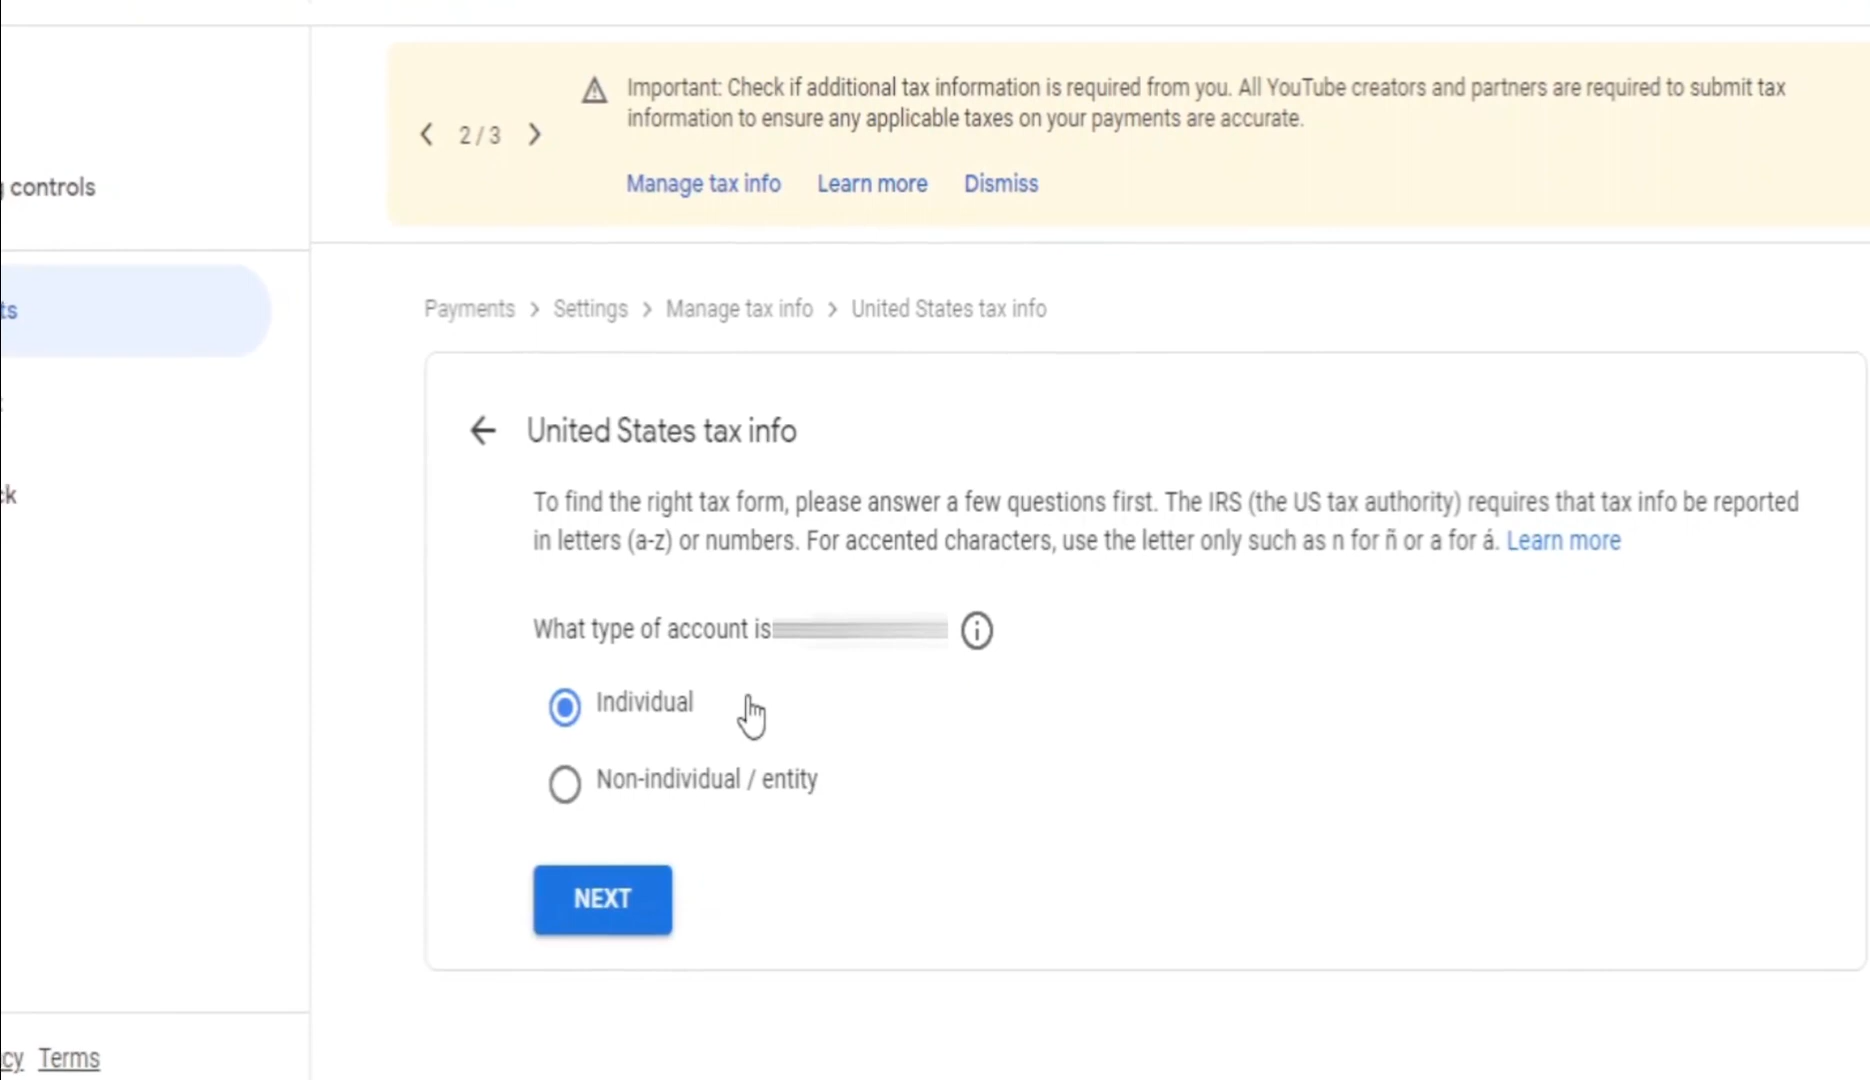 Important: Check if additional tax information is required from you. All YouTube creators and partners are required to submit tax
information to ensure any applicable taxes on your payments are accurate.
2 / 3
Manage tax info Learn more Dismiss
controls
ts
ck
Payments > Settings > Manage tax info > United States tax info
United States tax info
To find the right tax form, please answer a few questions first. The IRS (the US tax authority) requires that tax info be reported
in letters (a-z) or numbers. For accented characters, use the letter only such as n for ñ or a for á. Learn more
What type of account is
Individual
Non-individual / entity
NEXT
cy Terms